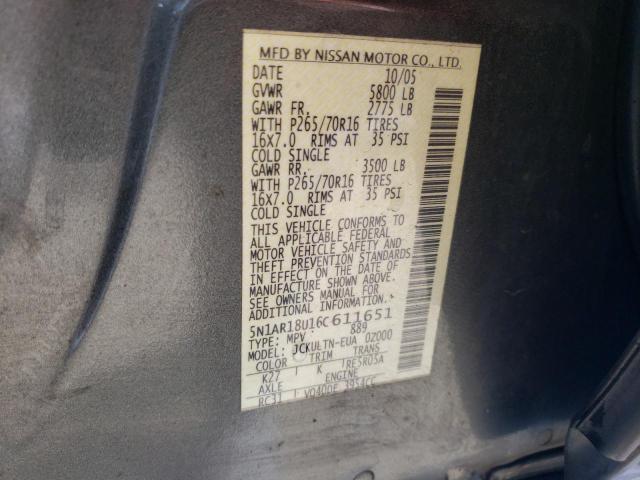 MFD BY NISSAN MOTOR CO., LTD.
DATE 10/05
GVWR 5800 LB
GAWR FR. 2775 LB
WITH P265/70R16 TIRES
16X7.0 RIMS AT 35 PSI
COLD SINGLE
GAWR RR. 3500 LB
WITH P265/70R16 TIRES
16X7.0 RIMS AT 35 PSI
COLD SINGLE
THIS VEHICLE CONFORMS TO
ALL APPLICABLE FEDERAL
MOTOR VEHICLE SAFETY AND
THEFT PREVENTION STANDARDS
IN EFFECT ON THE DATE OF
MANUFACTURE SHOWN ABOVE.
SEE OWNERS MANUAL FOR
ADDITIONAL INFORMATION.
5N1AR18U16C611651
TYPE: MPV 889
MODEL: JCKULTN-EUA 02000
COLOR TRIM TRANS
K27 K RE5R05A
AXLE ENGINE
BC31 VQ40DE 3954CC